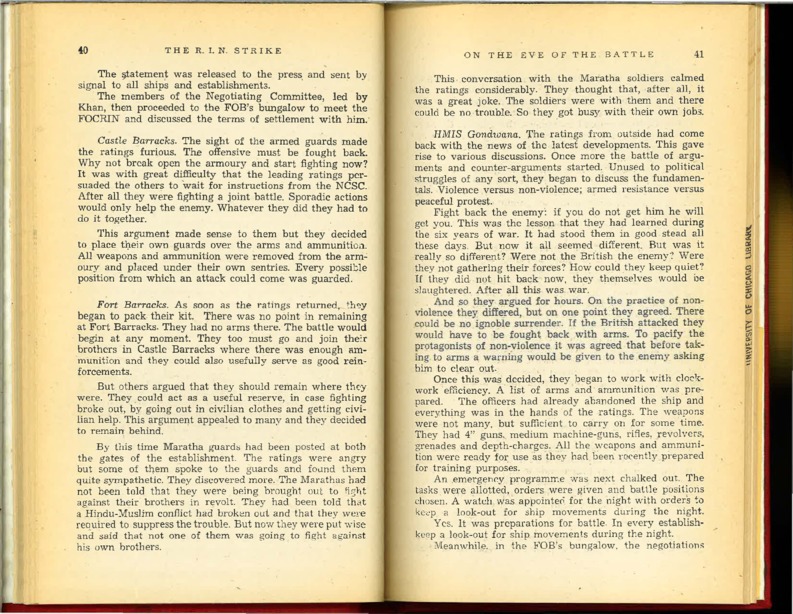 40 THE R. I. N. STRIKE
The statement was released to the press and sent by
signal to all ships and establishments.
The members of the Negotiating Committee, led by
Khan, then proceeded to the FOB's bungalow to meet the
FOCRIN and discussed the terms of settlement with him.
Castle Barracks. The sight of the armed guards made
the ratings furious. The offensive must be fought back.
Why not break open the armoury and start fighting now?
It was with great difficulty that the leading ratings per-
suaded the others to wait for instructions from the NCSC.
After all they were fighting a joint battle. Sporadic actions
would only help the enemy. Whatever they did they had to
do it together.
This argument made sense to them but they decided
to place their own guards over the arms and ammunition.
All weapons and ammunition were removed from the arm-
oury and placed under their own sentries. Every possible
position from which an attack could come was guarded.
Fort Barracks. As soon as the ratings returned, they
began to pack their kit. There was no point in remaining
at Fort Barracks. They had no arms there. The battle would
begin at any moment. They too must go and join their
brothers in Castle Barracks where there was enough am-
munition and they could also usefully serve as good rein-
forcements.
But others argued that they should remain where they
were. They could act as a useful reserve, in case fighting
broke out, by going out in civilian clothes and getting civi-
lian help. This argument appealed to many and they decided
to remain behind.
By this time Maratha guards had been posted at both
the gates of the establishment. The ratings were angry
but some of them spoke to the guards and found them
quite sympathetic. They discovered more. The Marathas had
not been told that they were being brought out to fight
against their brothers in revolt. They had been told that
a Hindu-Muslim conflict had broken out and that they were
required to suppress the trouble. But now they were put wise
and said that not one of them was going to fight against
his own brothers.
ON THE EVE OF THE BATTLE 41
This conversation with the Maratha soldiers calmed
the ratings considerably. They thought that, after all, it
was a great joke. The soldiers were with them and there
could be no trouble. So they got busy with their own jobs.
HMIS Gondwana. The ratings from outside had come
back with the news of the latest developments. This gave
rise to various discussions. Once more the battle of argu-
ments and counter-arguments started. Unused to political
struggles of any sort, they began to discuss the fundamen-
tals. Violence versus non-violence; armed resistance versus
peaceful protest.
Fight back the enemy: if you do not get him he will
get you. This was the lesson that they had learned during
the six years of war. It had stood them in good stead all
these days. But now it all seemed different. But was it
really so different? Were not the British the enemy? Were
they not gathering their forces? How could they keep quiet?
If they did not hit back now, they themselves would be
slaughtered. After all this was war.
And so they argued for hours. On the practice of non-
violence they differed, but on one point they agreed. There
could be no ignoble surrender. If the British attacked they
would have to be fought back with arms. To pacify the
protagonists of non-violence it was agreed that before tak-
ing to arms a warning would be given to the enemy asking
him to clear out.
Once this was decided, they began to work with clock-
work efficiency. A list of arms and ammunition was pre-
pared. The officers had already abandoned the ship and
everything was in the hands of the ratings. The weapons
were not many, but sufficient to carry on for some time.
They had 4" guns, medium machine-guns, rifles, revolvers,
grenades and depth-charges. All the weapons and ammuni-
tion were ready for use as they had been recently prepared
for training purposes.
An emergency programme was next chalked out. The
tasks were allotted, orders were given and battle positions
chosen. A watch was appointed for the night with orders to
keep a look-out for ship movements during the night.
Yes. It was preparations for battle. In every establish-
keep a look-out for ship movements during the night.
Meanwhile, in the FOB's bungalow, the negotiations
UNIVERSITY OF CHICAGO LIBRARY